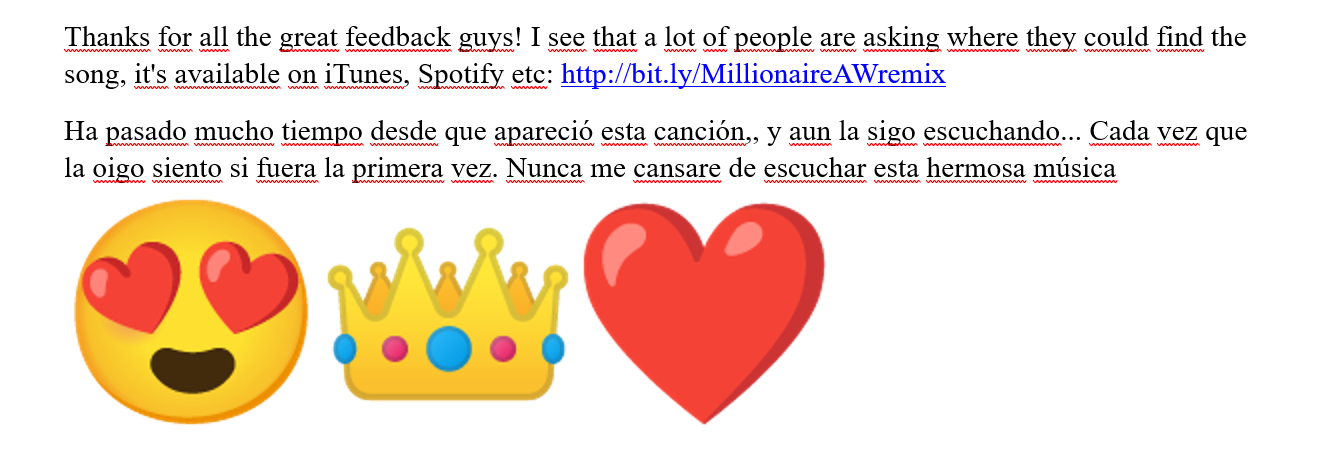 Thanks for all the great feedback guys! I see that a lot of people are asking where they could find the
song, it's available on iTunes, Spotify etc: http://bit.ly/MillionaireAWremix
Ha pasado mucho tiempo desde que apareció esta canción,, y aun la sigo escuchando... Cada vez que
la oigo siento si fuera la primera vez. Nunca me cansare de escuchar esta hermosa música